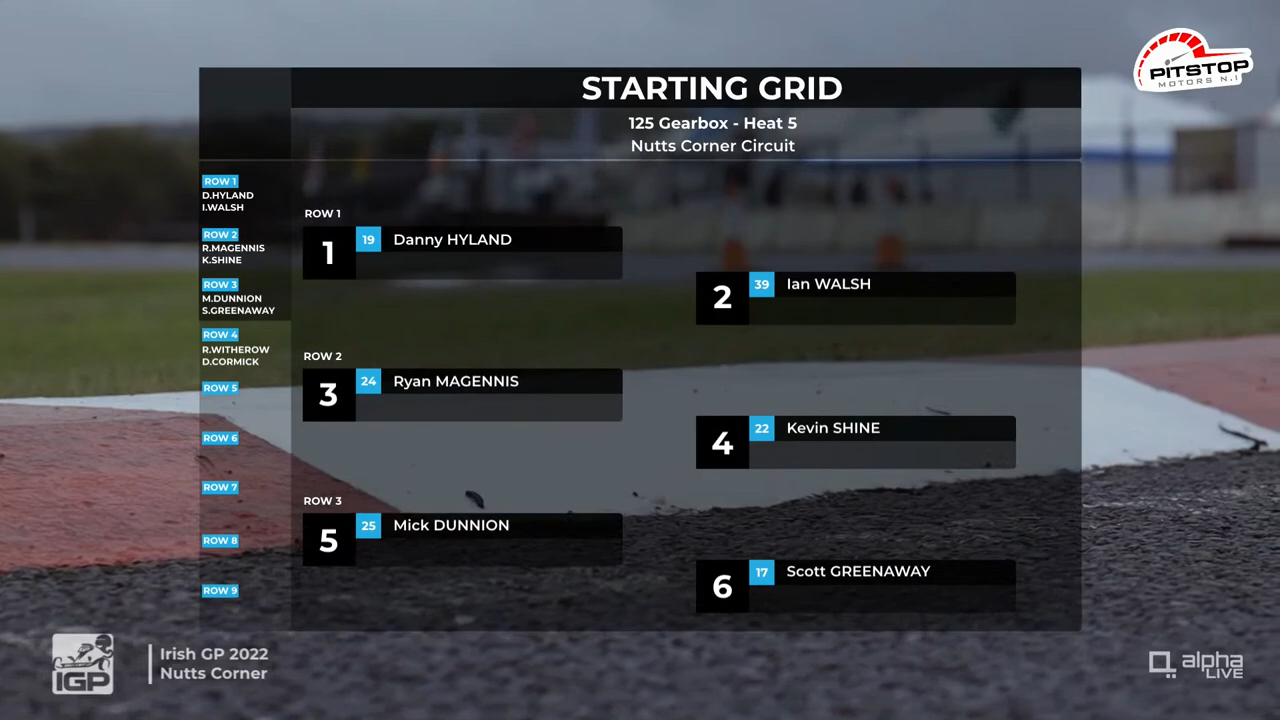 PITSTOP
MOTORS N.I
STARTING GRID
125 Gearbox - Heat 5
Nutts Corner Circuit
ROW 1
D.HYLAND
I.WALSH
ROW 2
R.MAGENNIS
K.SHINE
ROW 3
M.DUNNION
S.GREENAWAY
ROW 4
R.WITHEROW
D.CORMICK
ROW 5
ROW 6
ROW 7
ROW 8
ROW 9
ROW 1
1 19 Danny HYLAND
2 39 Ian WALSH
ROW 2
3 24 Ryan MAGENNIS
4 22 Kevin SHINE
ROW 3
5 25 Mick DUNNION
6 17 Scott GREENAWAY
IGP
Irish GP 2022
Nutts Corner
alpha
LIVE